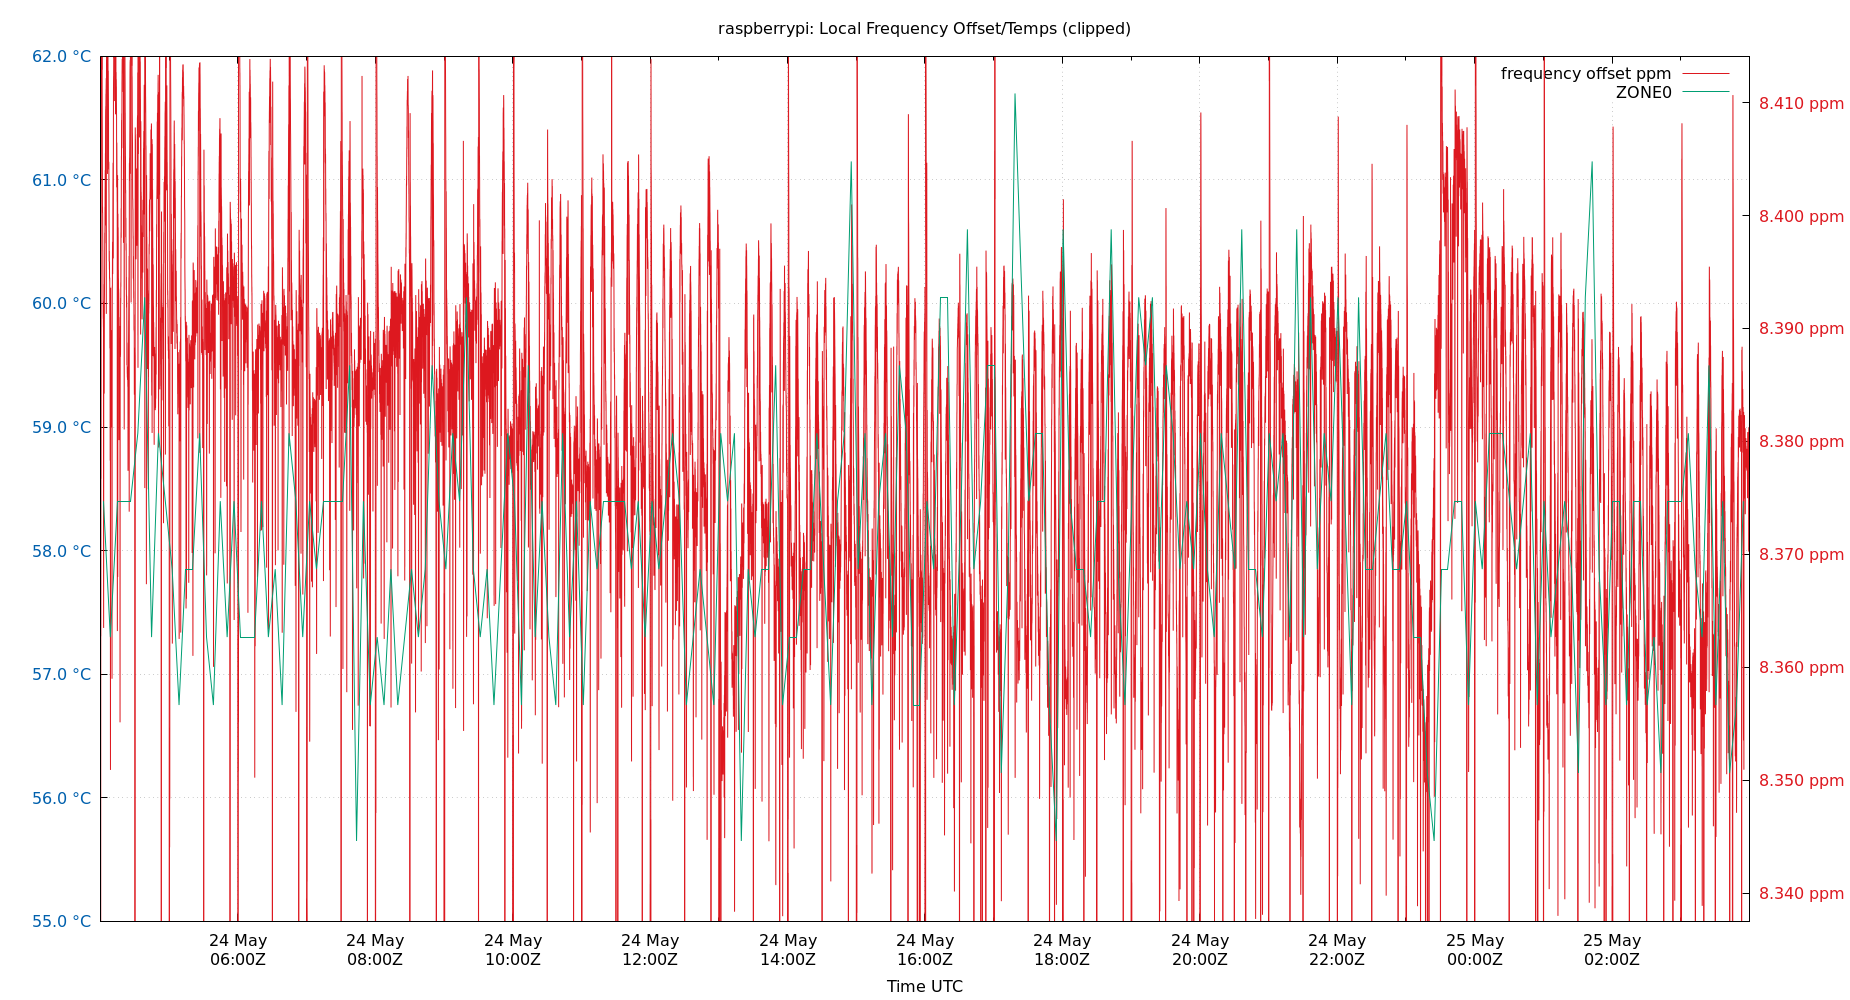 raspberrypi: Local Frequency Offset/Temps (clipped)
62.0 °C
61.0 °C
60.0 °C
59.0 °C
58.0 °C
57.0 °C
56.0 °C
55.0 °C
frequency offset ppm
ZONE0
8.410 ppm
8.400 ppm
8.390 ppm
8.380 ppm
8.370 ppm
8.360 ppm
8.350 ppm
8.340 ppm
24 May 24 May 24 May 24 May 24 May 24 May 24 May 24 May 24 May 25 May 25 May
06:00Z 08:00Z 10:00Z 12:00Z 14:00Z 16:00Z 18:00Z 20:00Z 22:00Z 00:00Z 02:00Z
Time UTC